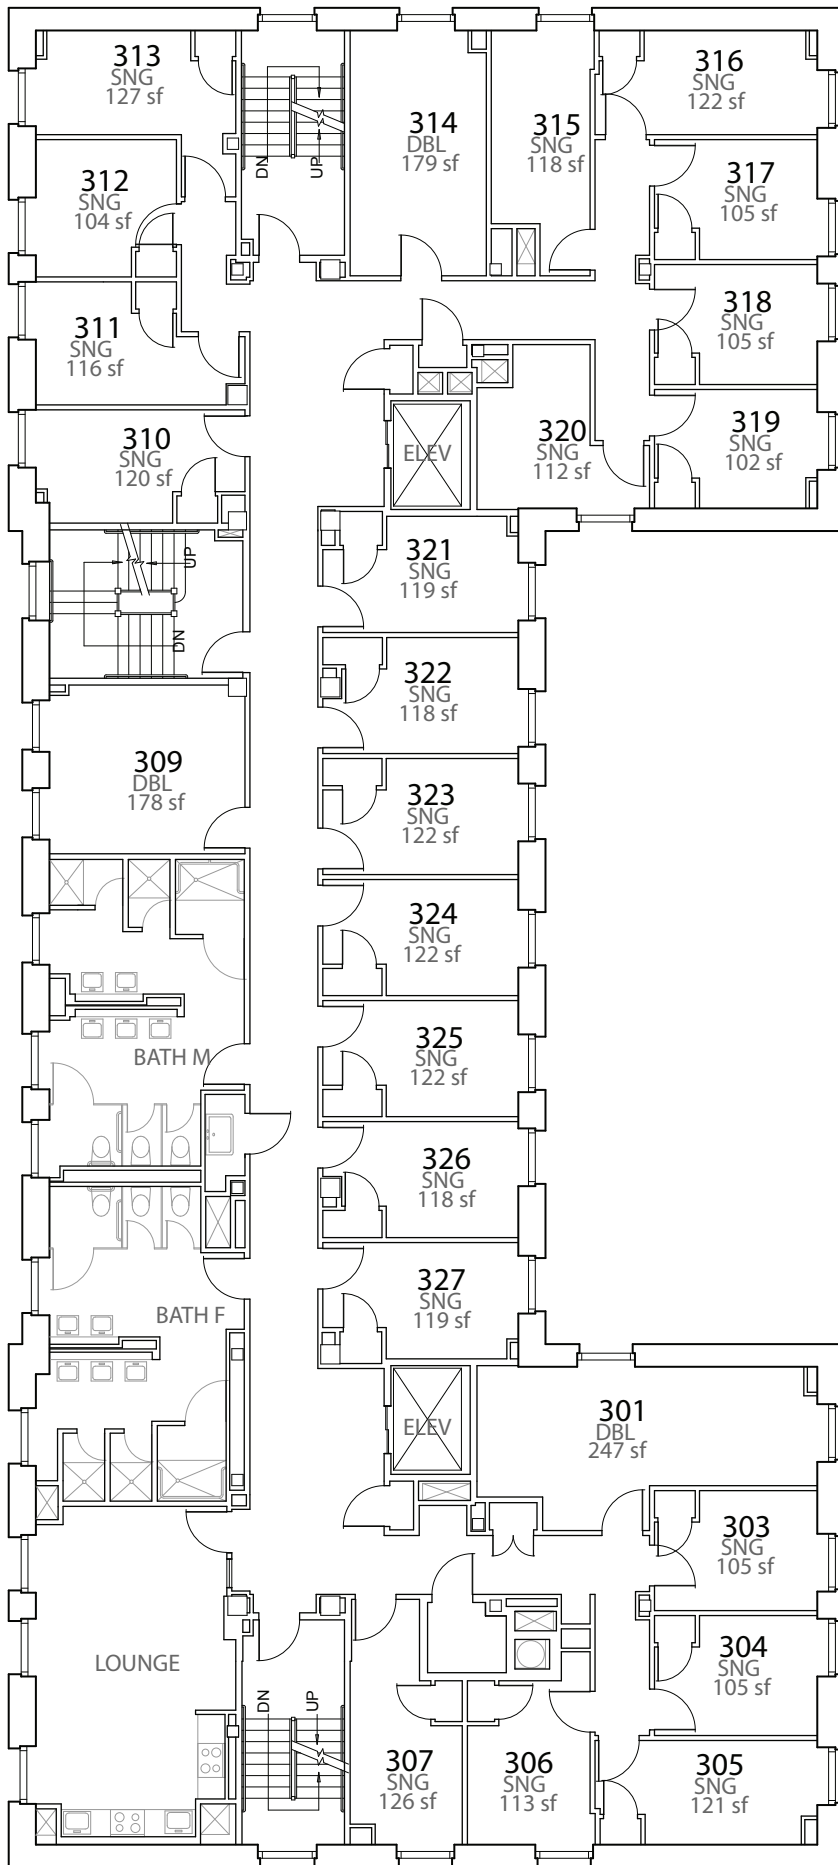 313
SNG
127 sf
DN
UP
314
DBL
179 sf
315
SNG
118 sf
316
SNG
122 sf
312
SNG
104 sf
317
SNG
105 sf
311
SNG
116 sf
318
SNG
105 sf
310
SNG
120 sf
ELEV
320
SNG
112 sf
319
SNG
102 sf
UP
DN
321
SNG
119 sf
322
SNG
118 sf
309
DBL
178 sf
323
SNG
122 sf
324
SNG
122 sf
BATH M
325
SNG
122 sf
326
SNG
118 sf
BATH F
327
SNG
119 sf
ELEV
301
DBL
247 sf
303
SNG
105 sf
LOUNGE
304
SNG
105 sf
DN
UP
307
SNG
126 sf
306
SNG
113 sf
305
SNG
121 sf